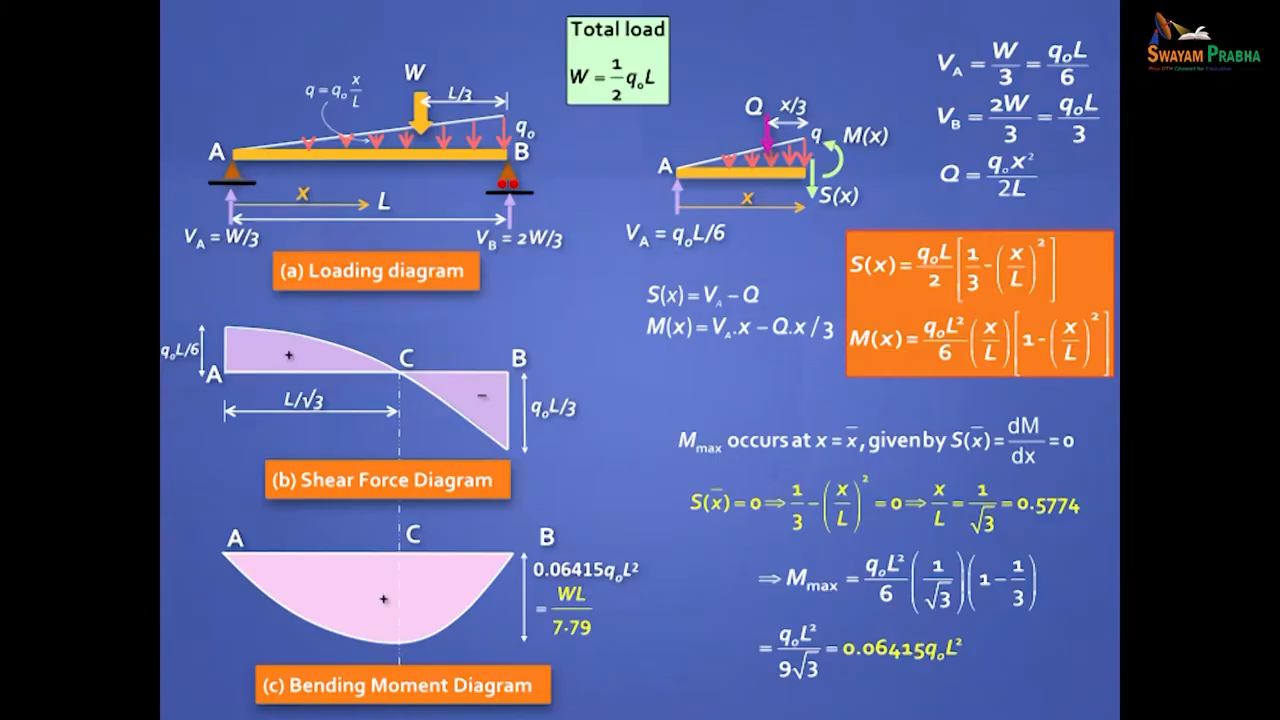 Total load
W = 1/2 q₀L
SWAYAM PRABHA
W
L/3
q = q₀ x/L
q₀
A
B
x
L
V_A = W/3
V_B = 2W/3
(a) Loading diagram
Q
x/3
q
M(x)
A
S(x)
x
V_A = q₀L/6
V_A = W/3 = q₀L/6
V_B = 2W/3 = q₀L/3
Q = q₀x²/2L
S(x) = V_A – Q
M(x) = V_A.x – Q.x/3
S(x) = q₀L/2 [1/3 - (x/L)²]
M(x) = q₀L²/6 (x/L) [1 - (x/L)²]
q₀L/6
+
A
C
B
–
L/√3
q₀L/3
(b) Shear Force Diagram
M_max occurs at x = x̄, given by S(x̄) = dM/dx = 0
S(x̄) = 0 ⇒ 1/3 - (x/L)² = 0 ⇒ x/L = 1/√3 = 0.5774
⇒ M_max = q₀L²/6 (1/√3) (1 - 1/3)
= q₀L²/9√3 = 0.06415q₀L²
A
C
B
+
0.06415q₀L²
= WL/7·79
(c) Bending Moment Diagram